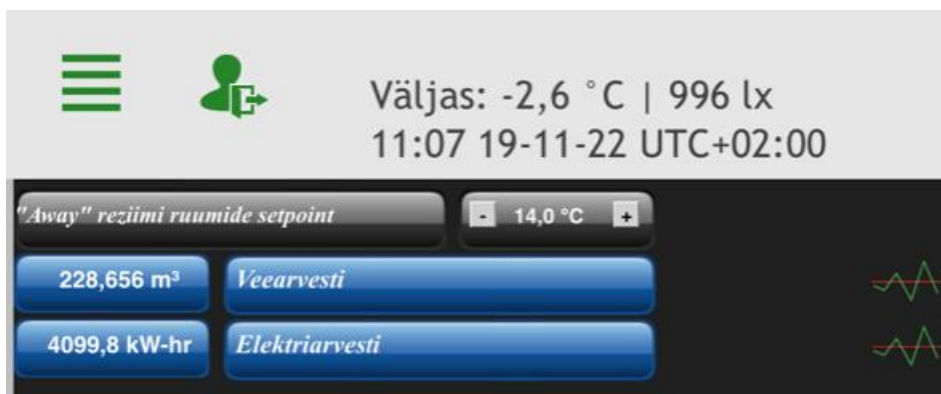 Väljas: -2,6 °C | 996 lx
11:07 19-11-22 UTC+02:00
"Away" reziimi ruumide setpoint - 14,0 °C +
228,656 m³ Veearvesti
4099,8 kW-hr Elektriarvesti